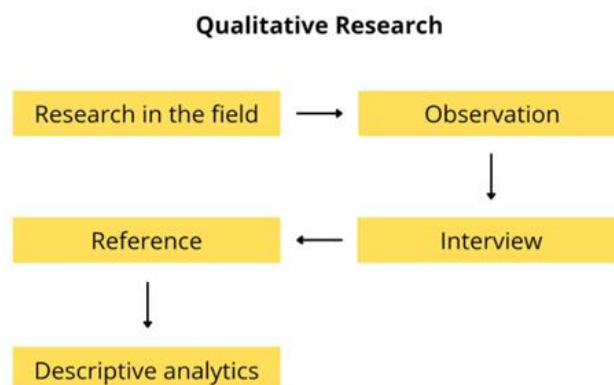 Qualitative Research
Research in the field
Observation
Interview
Reference
Descriptive analytics